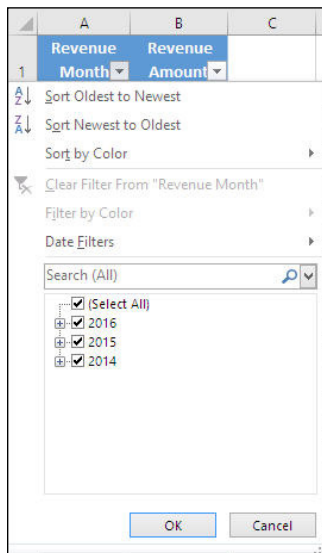 A B C
Revenue Revenue
1 Month Amount
Sort Oldest to Newest
Sort Newest to Oldest
Sort by Color
Clear Filter From "Revenue Month"
Filter by Color
Date Filters
Search (All)
(Select All)
2016
2015
2014
OK Cancel